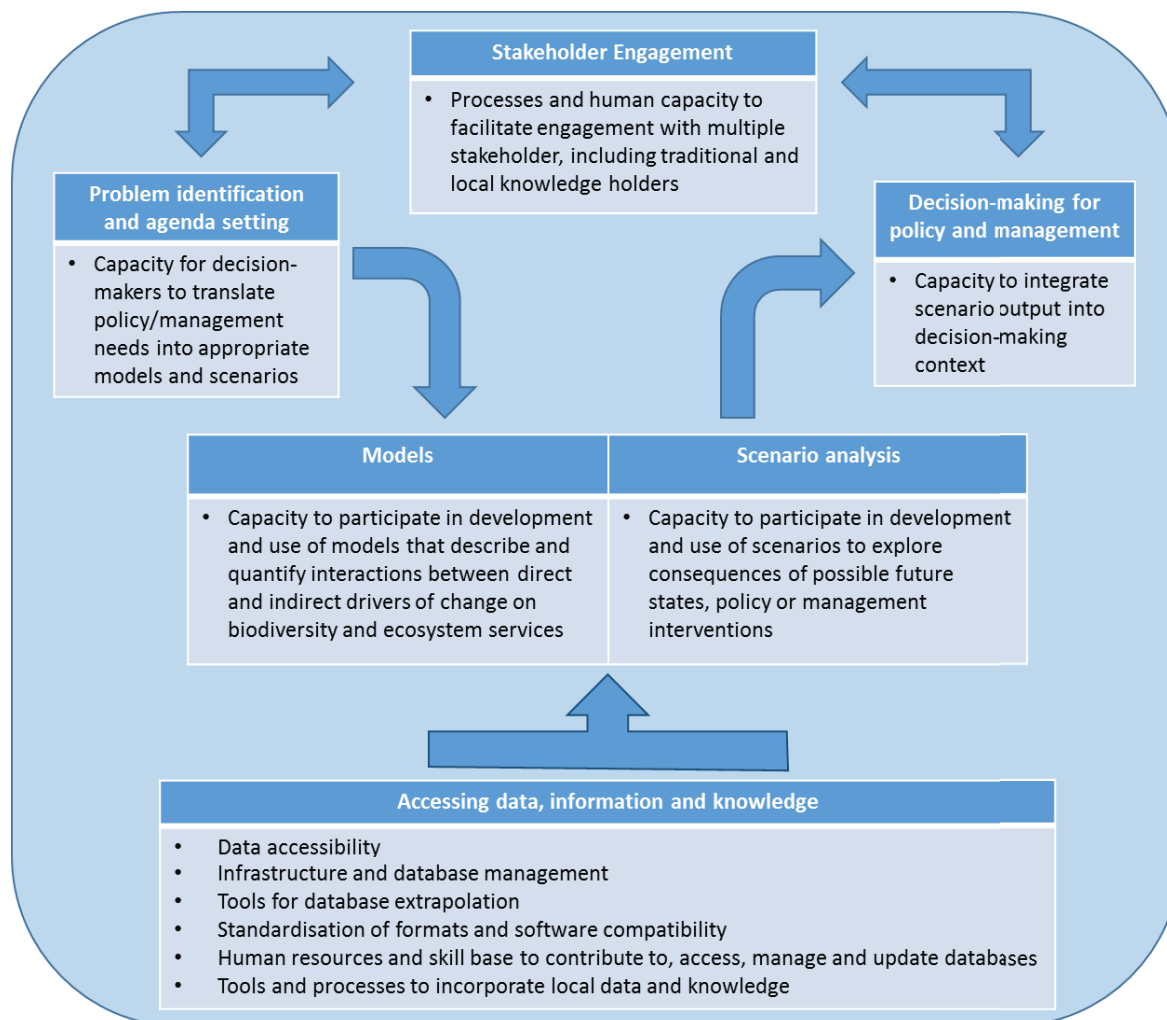 Stakeholder Engagement
• Processes and human capacity to
facilitate engagement with multiple
stakeholder, including traditional and
local knowledge holders
Problem identification
and agenda setting
• Capacity for decision-
makers to translate
policy/management
needs into appropriate
models and scenarios
Decision-making for
policy and management
• Capacity to integrate
scenario output into
decision-making
context
Models
• Capacity to participate in development
and use of models that describe and
quantify interactions between direct
and indirect drivers of change on
biodiversity and ecosystem services
Scenario analysis
• Capacity to participate in development
and use of scenarios to explore
consequences of possible future
states, policy or management
interventions
Accessing data, information and knowledge
• Data accessibility
• Infrastructure and database management
• Tools for database extrapolation
• Standardisation of formats and software compatibility
• Human resources and skill base to contribute to, access, manage and update databases
• Tools and processes to incorporate local data and knowledge